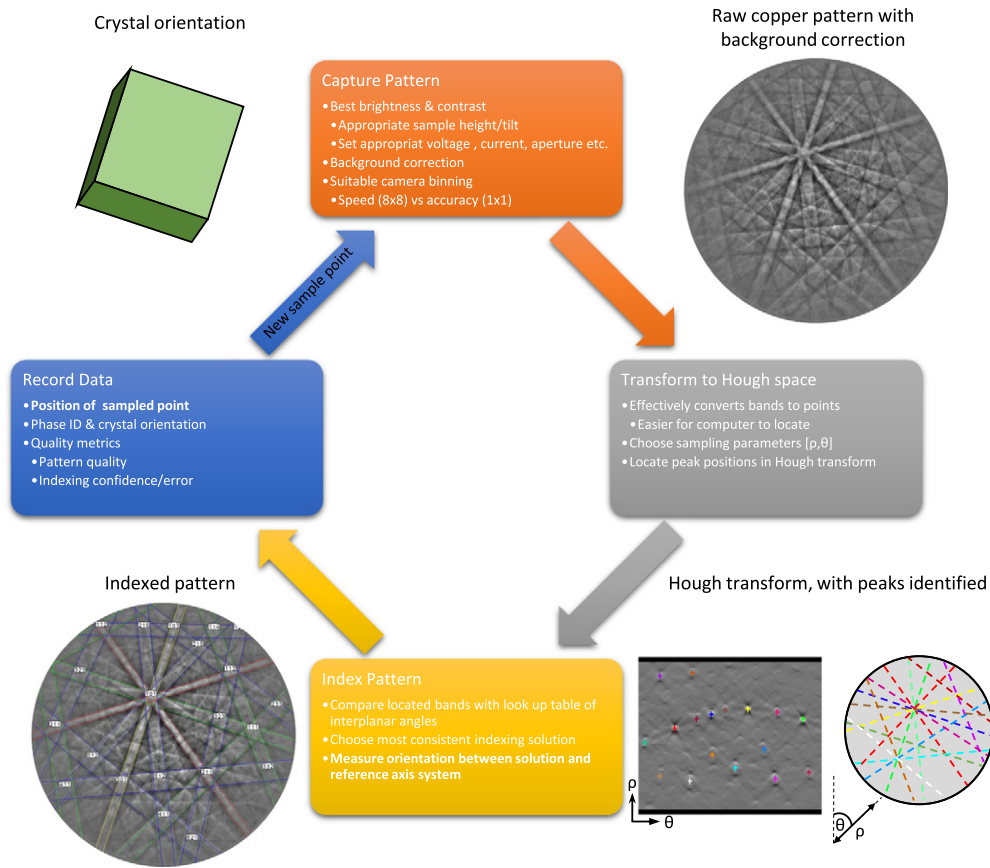 Crystal orientation
Raw copper pattern with
background correction
Capture Pattern
•Best brightness & contrast
•Appropriate sample height/tilt
•Set appropriat voltage , current, aperture etc.
•Background correction
•Suitable camera binning
•Speed (8x8) vs accuracy (1x1)
New sample point
Record Data
•Position of sampled point
•Phase ID & crystal orientation
•Quality metrics
•Pattern quality
•Indexing confidence/error
Transform to Hough space
•Effectively converts bands to points
•Easier for computer to locate
•Choose sampling parameters [ρ,θ]
•Locate peak positions in Hough transform
Indexed pattern
Hough transform, with peaks identified
Index Pattern
•Compare located bands with look up table of
interplanar angles
•Choose most consistent indexing solution
•Measure orientation between solution and
reference axis system
ρ
θ
θ
ρ